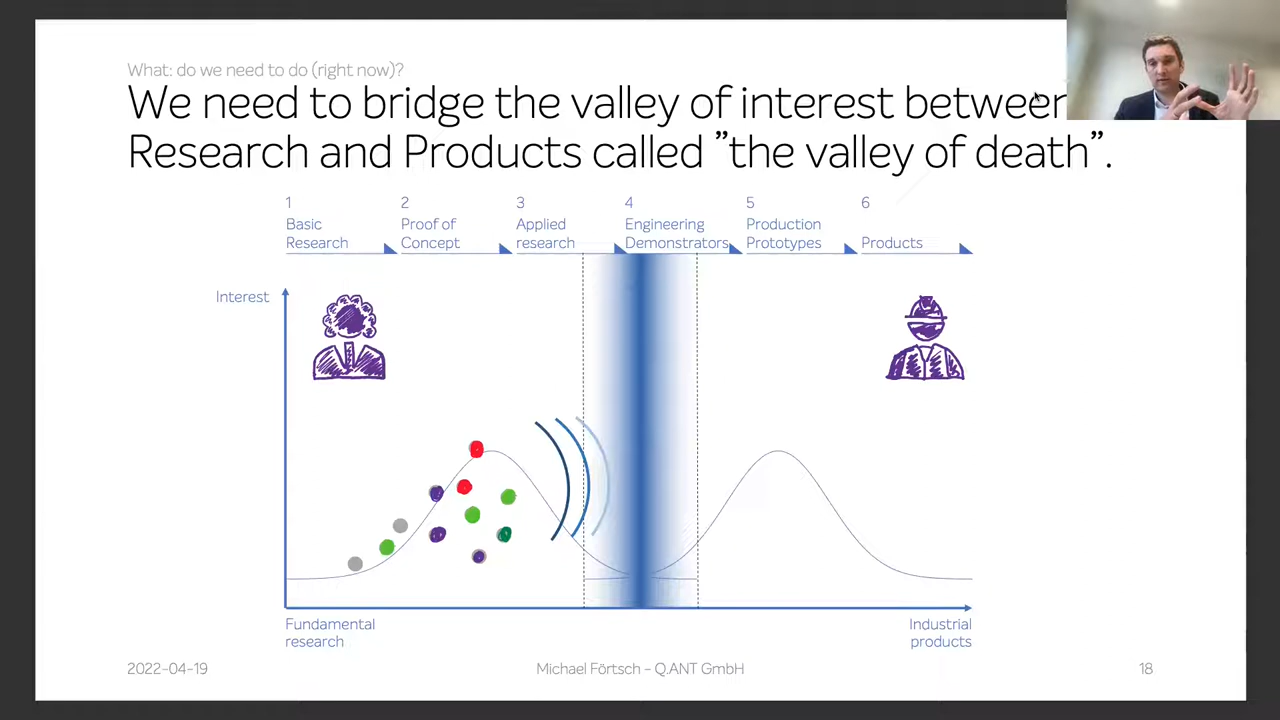 What: do we need to do (right now)?
We need to bridge the valley of interest between
Research and Products called ”the valley of death”.
1
Basic
Research
2
Proof of
Concept
3
Applied
research
4
Engineering
Demonstrators
5
Production
Prototypes
6
Products
Interest
Fundamental
research
Industrial
products
2022-04-19
Michael Förtsch – Q.ANT GmbH
18